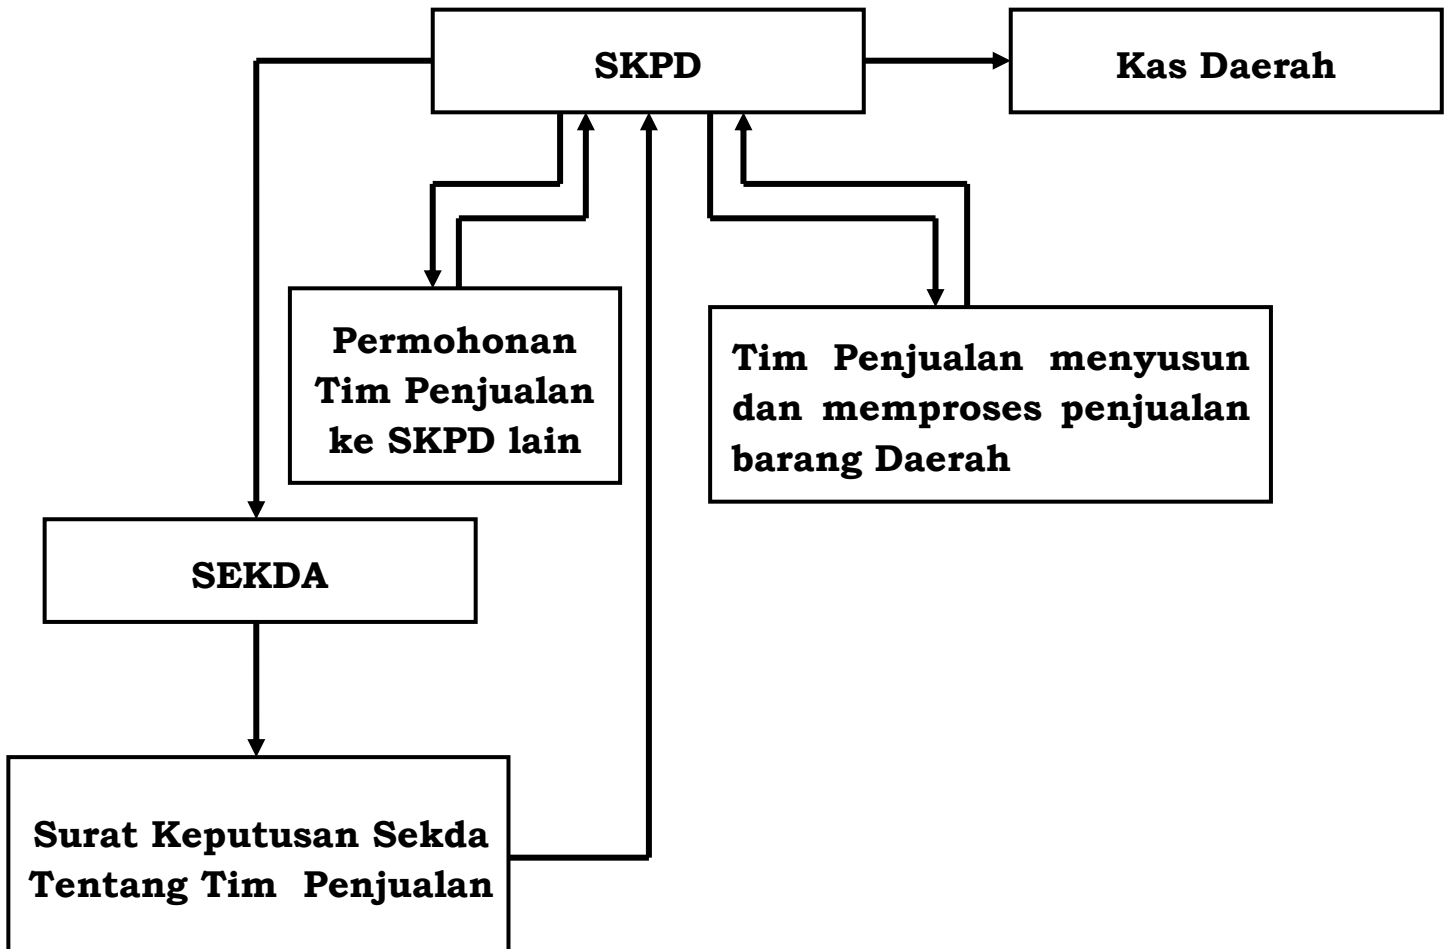 SKPD
Kas Daerah
Permohonan
Tim Penjualan
ke SKPD lain
Tim Penjualan menyusun
dan memproses penjualan
barang Daerah
SEKDA
Surat Keputusan Sekda
Tentang Tim Penjualan